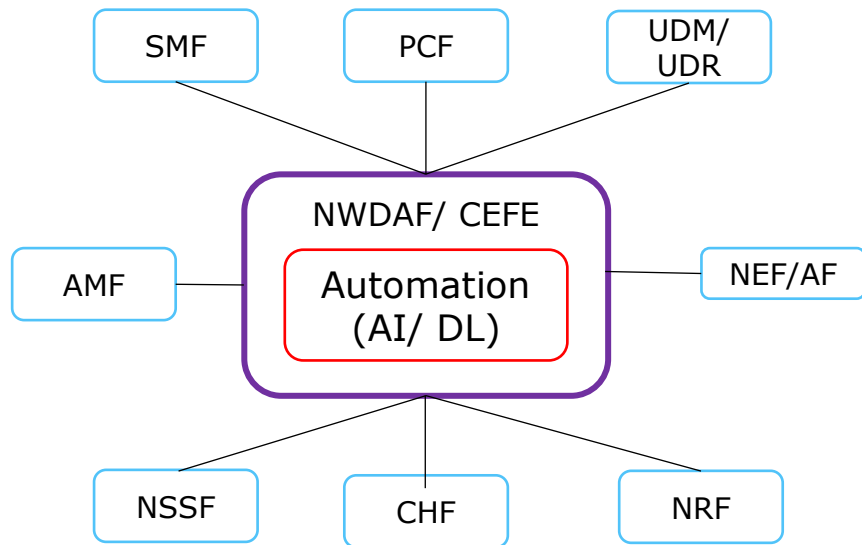 SMF
PCF
UDM/
UDR
NWDAF/ CEFE
Automation
(AI/ DL)
AMF
NEF/AF
NSSF
CHF
NRF